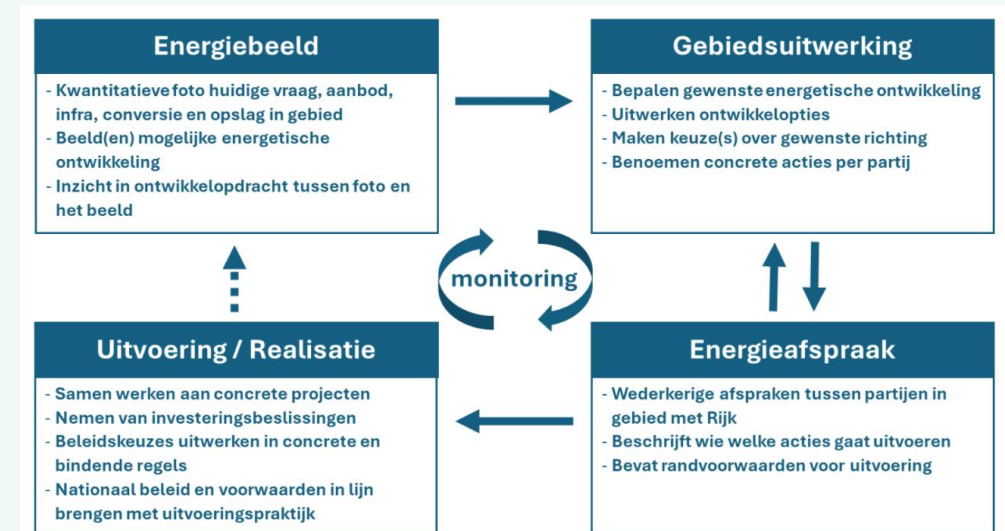 Energiebeeld
- Kwantitatieve foto huidige vraag, aanbod,
infra, conversie en opslag in gebied
- Beeld(en) mogelijke energetische
ontwikkeling
- Inzicht in ontwikkelopdracht tussen foto en
het beeld
Gebiedsuitwerking
- Bepalen gewenste energetische ontwikkeling
- Uitwerken ontwikkelopties
- Maken keuze(s) over gewenste richting
- Benoemen concrete acties per partij
monitoring
Uitvoering / Realisatie
- Samen werken aan concrete projecten
- Nemen van investeringsbeslissingen
- Beleidskeuzes uitwerken in concrete en
bindende regels
- Nationaal beleid en voorwaarden in lijn
brengen met uitvoeringspraktijk
Energieafspraak
- Wederkerige afspraken tussen partijen in
gebied met Rijk
- Beschrijft wie welke acties gaat uitvoeren
- Bevat randvoorwaarden voor uitvoering